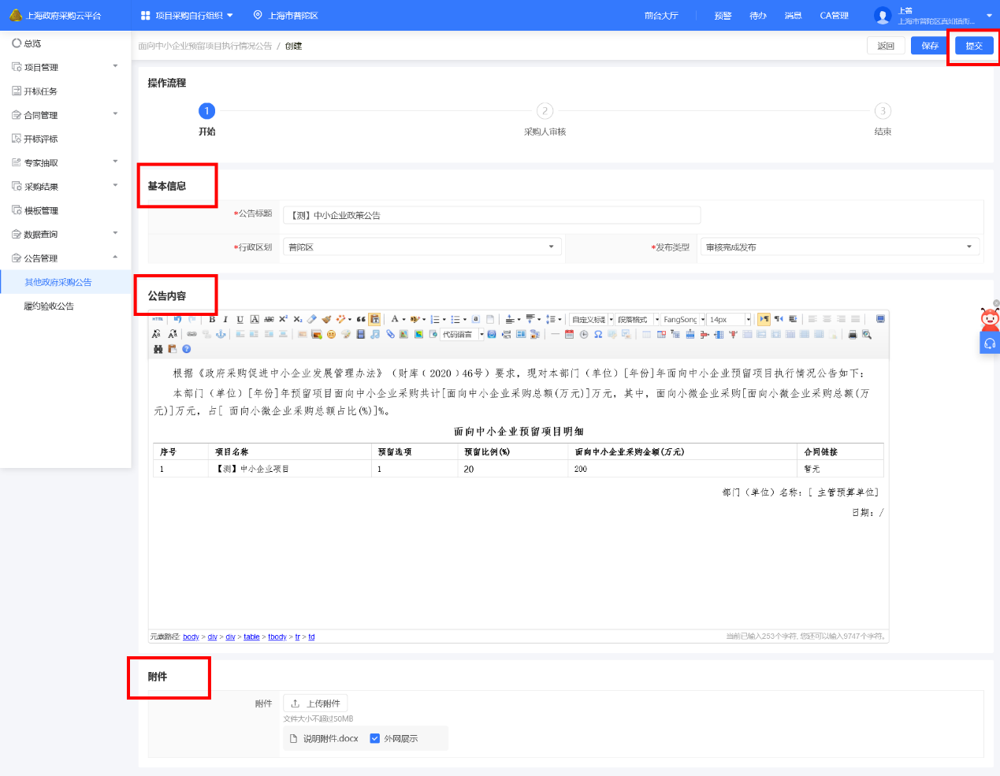 上海政府采购云平台 项目采购自行组织 上海市普陀区 前台大厅 预警 待办 消息 CA管理 上善
上海市普陀区真如镇街...
总览
项目管理
开标任务
合同管理
开标评标
专家抽取
采购结果
模板管理
数据查询
公告管理
其他政府采购公告
履约验收公告
面向中小企业预留项目执行情况公告 / 创建 返回 保存 提交
操作流程
1 2 3
开始 采购人审核 结束
基本信息
*公告标题 【测】中小企业政策公告
*行政区划 普陀区 *发布类型 审核完成发布
公告内容
HTML B I U A ABC X² X₂ A 自定义标题 段落格式 FangSong 14px
代码语言
根据《政府采购促进中小企业发展管理办法》（财库﹝2020﹞46号）要求，现对本部门（单位）[年份]年面向中小企业预留项目执行情况公告如下：
本部门（单位）[年份]年预留项目面向中小企业采购共计[面向中小企业采购总额(万元)]万元，其中，面向小微企业采购[面向小微企业采购总额(万
元)]万元，占[ 面向小微企业采购总额占比(%)]%。
面向中小企业预留项目明细
序号 项目名称 预留选项 预留比例(%) 面向中小企业采购金额(万元) 合同链接
1 【测】中小企业项目 1 20 200 暂无
部门（单位）名称：[ 主管预算单位]
日期：/
元素路径: body > div > div > table > tbody > tr > td 当前已输入253个字符, 您还可以输入9747个字符。
附件
附件 上传附件
文件大小不超过50MB
说明附件.docx 外网展示